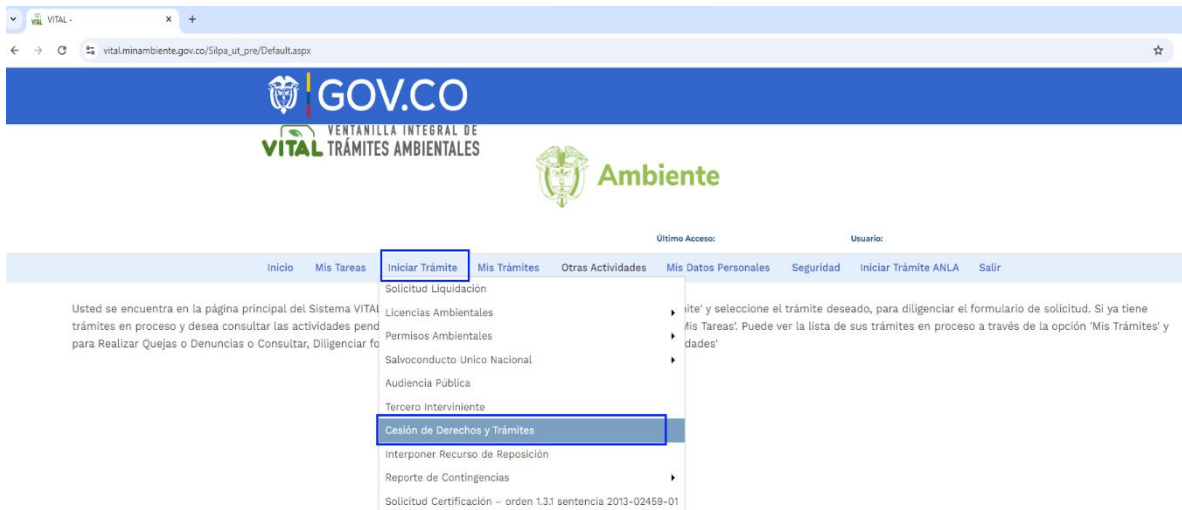 VITAL VITAL -
vital.minambiente.gov.co/Silpa_ut_pre/Default.aspx
GOV.CO
VITAL VENTANILLA INTEGRAL DE
TRÁMITES AMBIENTALES
Ambiente
Último Acceso: Usuario:
Inicio Mis Tareas Iniciar Trámite Mis Trámites Otras Actividades Mis Datos Personales Seguridad Iniciar Trámite ANLA Salir
Usted se encuentra en la página principal del Sistema VITAL
ite' y seleccione el trámite deseado, para diligenciar el formulario de solicitud. Si ya tiene
trámites en proceso y desea consultar las actividades pend
Mis Tareas'. Puede ver la lista de sus trámites en proceso a través de la opción 'Mis Trámites' y
para Realizar Quejas o Denuncias o Consultar, Diligenciar fo
dades'
Solicitud Liquidación
Licencias Ambientales
Permisos Ambientales
Salvoconducto Unico Nacional
Audiencia Pública
Tercero Interviniente
Cesión de Derechos y Trámites
Interponer Recurso de Reposición
Reporte de Contingencias
Solicitud Certificación – orden 1.3.1 sentencia 2013-02459-01